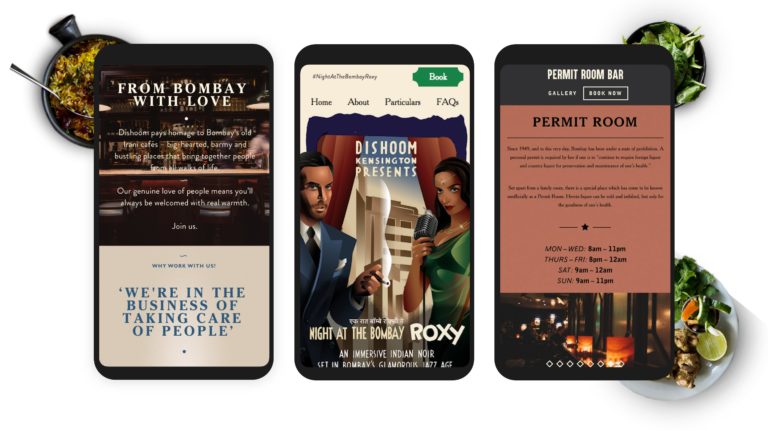 FROM BOMBAY
WITH LOVE
Dishoom pays homage to Bombay's old
Irani cafés – big-hearted, barmy and
bustling places that bring together people
from all walks of life.
Our genuine love of people means you'll
always be welcomed with real warmth.
Join us.
WHY WORK WITH US?
'WE'RE IN THE
BUSINESS OF
TAKING CARE
OF PEOPLE'
#NightAtTheBombayRoxy
Book
Home About Particulars FAQs
DISHOOM
KENSINGTON
PRESENTS
एक रात बॉम्बे रॉक्सी में
NIGHT AT THE BOMBAY ROXY
AN IMMERSIVE INDIAN NOIR
SET IN BOMBAY'S GLAMOROUS JAZZ AGE
PERMIT ROOM BAR
GALLERY BOOK NOW
PERMIT ROOM
Since 1949, and to this very day, Bombay has been under a state of prohibition. A
personal permit is required by law if one is to "continue to require foreign liquor
and country liquor for preservation and maintenance of one's health."
Set apart from a family room, there is a special place which has come to be known
unofficially as a Permit Room. Herein liquor can be sold and imbibed, but only for
the goodness of one's health.
MON–WED: 8am – 11pm
THURS–FRI: 8pm – 12am
SAT: 9am – 12am
SUN: 9am – 11pm